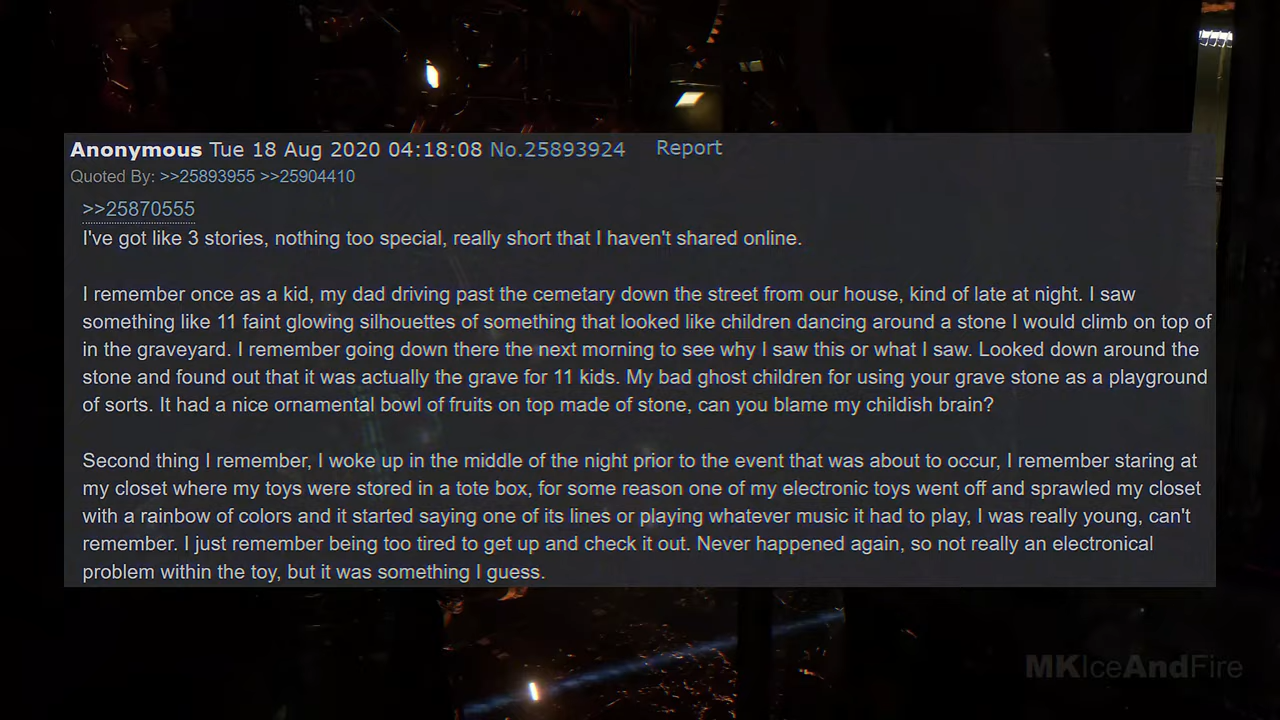 Anonymous Tue 18 Aug 2020 04:18:08 No.25893924 Report
Quoted By: >>25893955 >>25904410
>>25870555
I've got like 3 stories, nothing too special, really short that I haven't shared online.
I remember once as a kid, my dad driving past the cemetary down the street from our house, kind of late at night. I saw
something like 11 faint glowing silhouettes of something that looked like children dancing around a stone I would climb on top of
in the graveyard. I remember going down there the next morning to see why I saw this or what I saw. Looked down around the
stone and found out that it was actually the grave for 11 kids. My bad ghost children for using your grave stone as a playground
of sorts. It had a nice ornamental bowl of fruits on top made of stone, can you blame my childish brain?
Second thing I remember, I woke up in the middle of the night prior to the event that was about to occur, I remember staring at
my closet where my toys were stored in a tote box, for some reason one of my electronic toys went off and sprawled my closet
with a rainbow of colors and it started saying one of its lines or playing whatever music it had to play, I was really young, can't
remember. I just remember being too tired to get up and check it out. Never happened again, so not really an electronical
problem within the toy, but it was something I guess.
MKIceAndFire